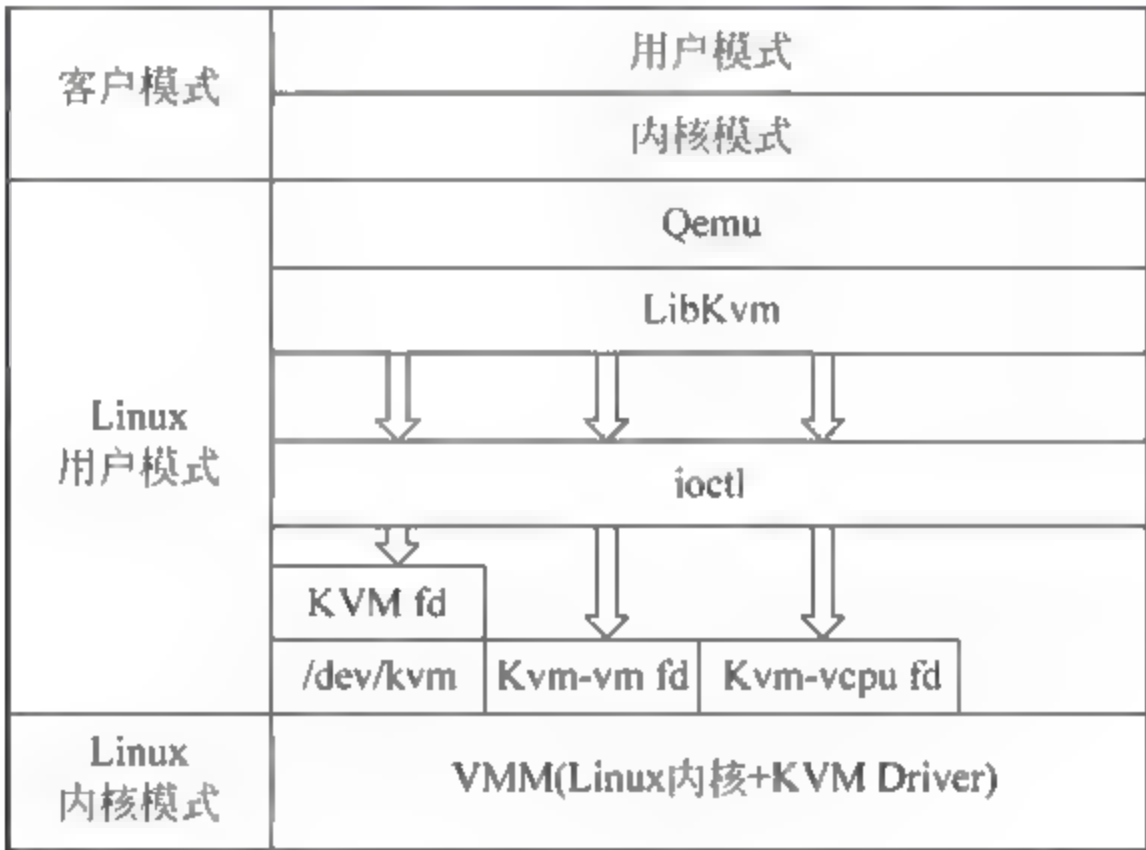 客户模式
用户模式
内核模式
Linux
用户模式
Qemu
LibKvm
ioctl
KVM fd
/dev/kvm
Kvm-vm fd
Kvm-vcpu fd
Linux
内核模式
VMM(Linux内核+KVM Driver)